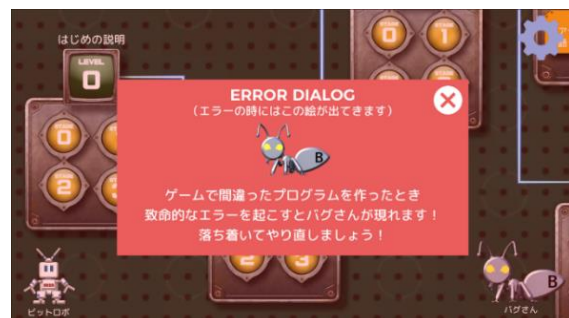 はじめの説明
LEVEL
0
STAGE
0
STAGE
1
ERROR DIALOG
(エラーの時にはこの絵が出てきます)
B
ゲームで間違ったプログラムを作ったとき
致命的なエラーを起こすとバグさんが現れます!
落ち着いてやり直しましょう!
0
2
2
3
B
ビットロボ
バグさん